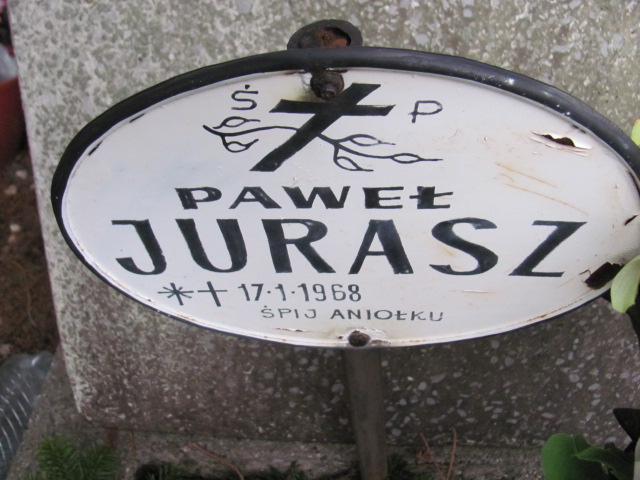 Ś P
PAWEŁ
JURASZ
*+ 17·1·1968
ŚPIJ ANIOŁKU